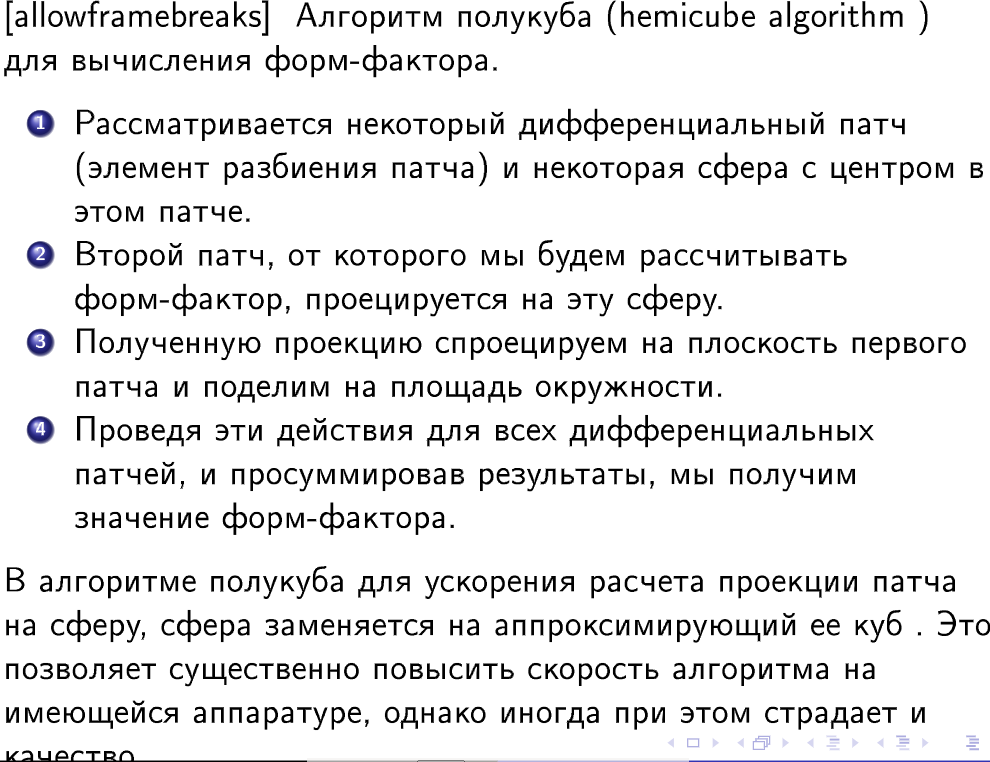 [allowframebreaks] Алгоритм полукуба (hemicube algorithm )
для вычисления форм-фактора.
1 Рассматривается некоторый дифференциальный патч
(элемент разбиения патча) и некоторая сфера с центром в
этом патче.
2 Второй патч, от которого мы будем рассчитывать
форм-фактор, проецируется на эту сферу.
3 Полученную проекцию спроецируем на плоскость первого
патча и поделим на площадь окружности.
4 Проведя эти действия для всех дифференциальных
патчей, и просуммировав результаты, мы получим
значение форм-фактора.
В алгоритме полукуба для ускорения расчета проекции патча
на сферу, сфера заменяется на аппроксимирующий ее куб . Это
позволяет существенно повысить скорость алгоритма на
имеющейся аппаратуре, однако иногда при этом страдает и
качество